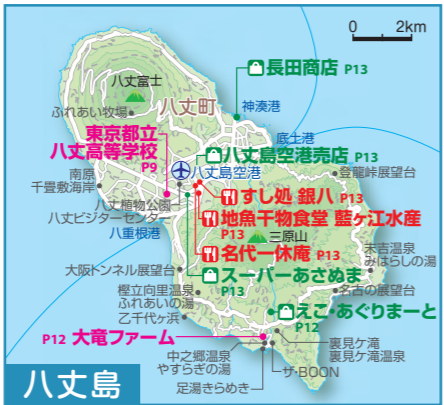 0 2km
長田商店 P13
八丈富士
八丈町
神湊港
ふれあい牧場
底土港
東京都立
八丈高等学校
P9
八丈島空港売店 P13
八丈島空港
登龍峠展望台
南原
千畳敷海岸
すし処 銀八 P13
八丈植物公園
八丈ビジターセンター
地魚干物食堂 藍ヶ江水産
P13
八重根港
三原山
名代一休庵 P13
末吉温泉
みはらしの湯
大阪トンネル展望台
スーパーあさぬま
P13
名古の展望台
樫立向里温泉
ふれあいの湯
えこ・あぐりまーと
P12
乙千代ヶ浜
P12 大竜ファーム
裏見ヶ滝
裏見ヶ滝温泉
中之郷温泉
やすらぎの湯
ザ・BOON
足湯きらめき
八丈島